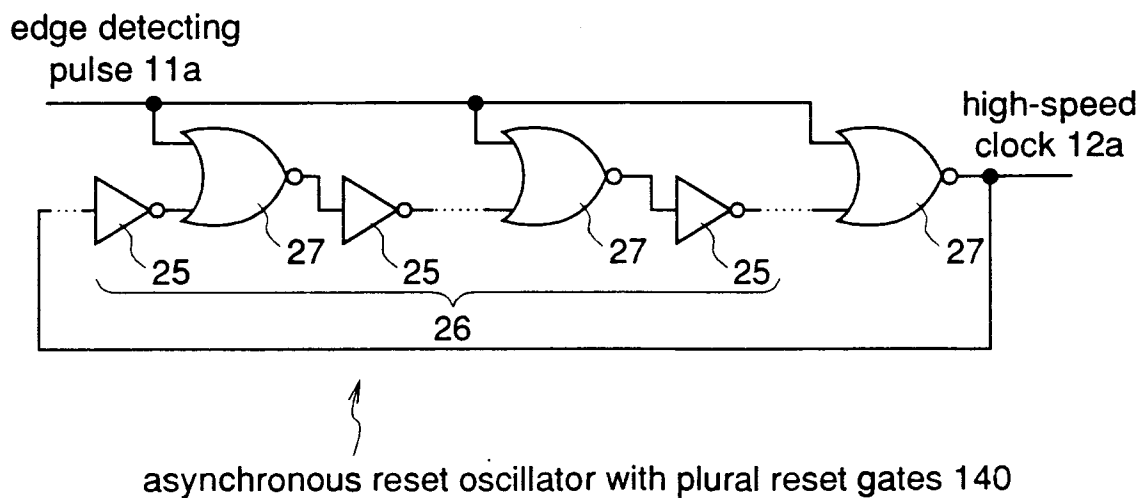 edge detecting
pulse 11a
high-speed
clock 12a
27
27
27
25
25
25
26
asynchronous reset oscillator with plural reset gates 140